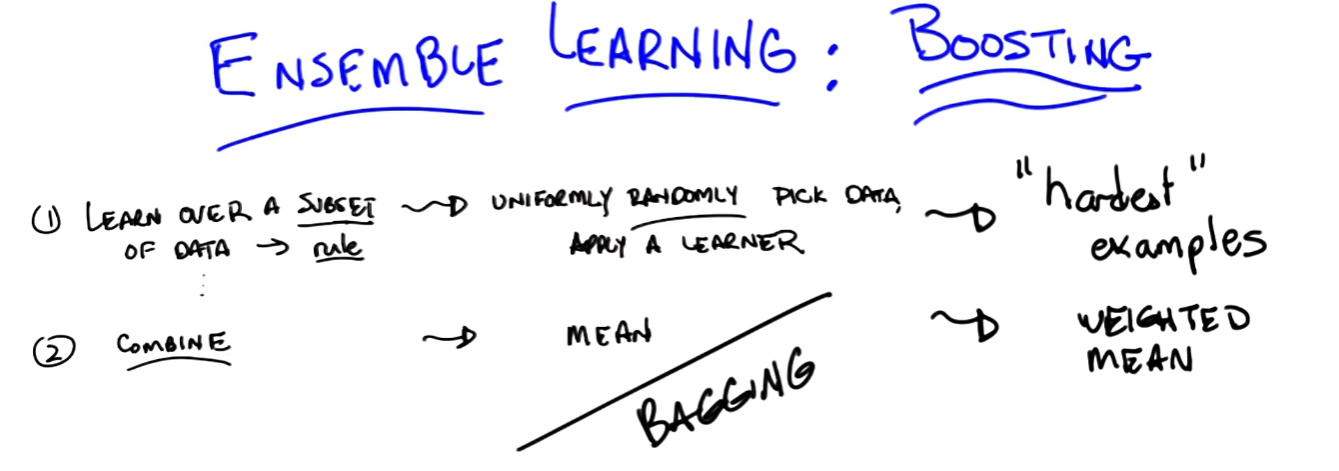 ENSEMBLE LEARNING : BOOSTING
(1) LEARN OVER A SUBSET
OF DATA → rule
UNIFORMLY RANDOMLY PICK DATA,
APPLY A LEARNER
"hardest"
examples
(2) COMBINE
MEAN
WEIGHTED
MEAN
BAGGING